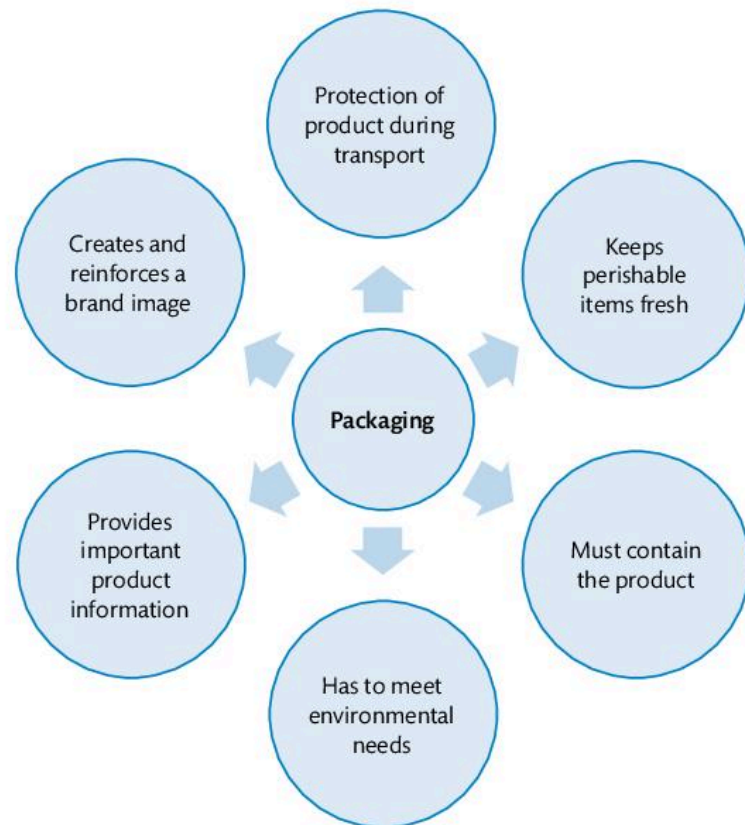 Protection of
product during
transport
Creates and
reinforces a
brand image
Keeps
perishable
items fresh
Packaging
Provides
important
product
information
Must contain
the product
Has to meet
environmental
needs